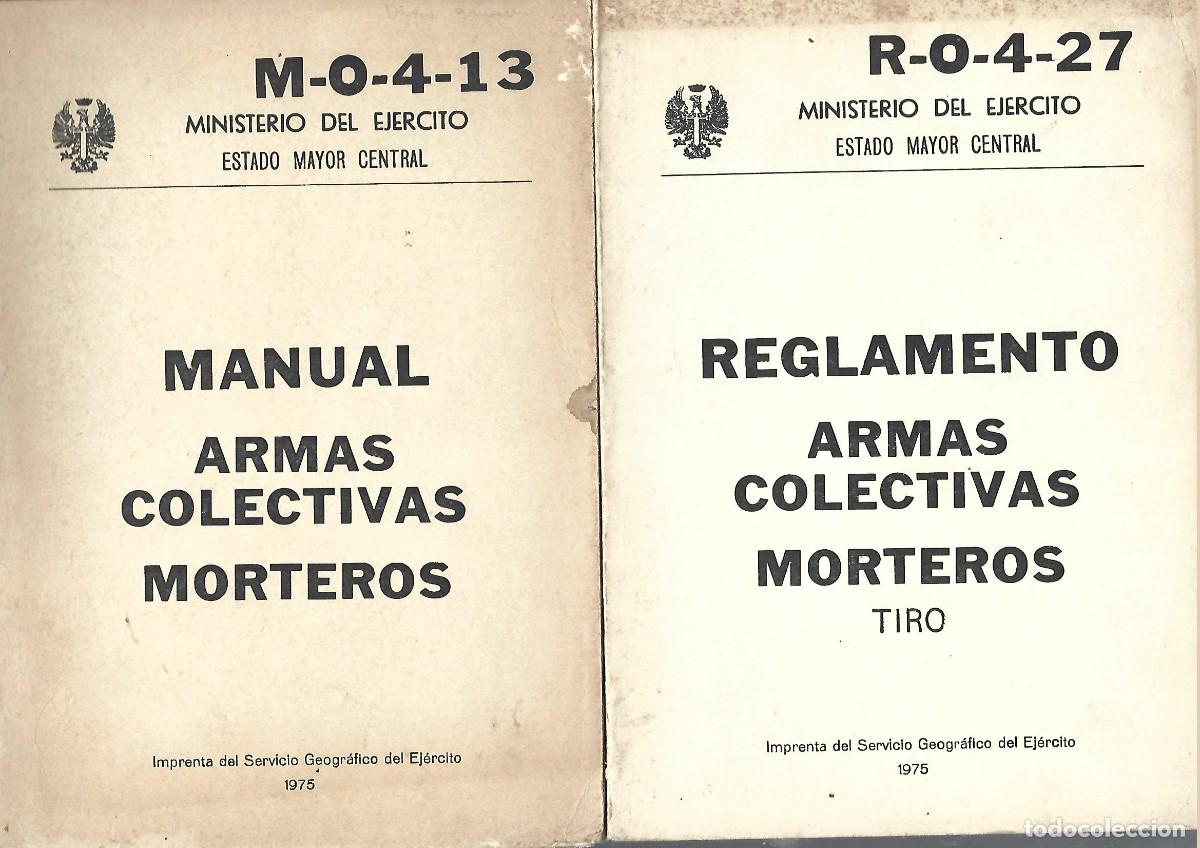 M-O-4-13
MINISTERIO DEL EJERCITO
ESTADO MAYOR CENTRAL
MANUAL
ARMAS
COLECTIVAS
MORTEROS
Imprenta del Servicio Geográfico del Ejército
1975
R-O-4-27
MINISTERIO DEL EJERCITO
ESTADO MAYOR CENTRAL
REGLAMENTO
ARMAS
COLECTIVAS
MORTEROS
TIRO
Imprenta del Servicio Geográfico del Ejército
1975
todocoleccion